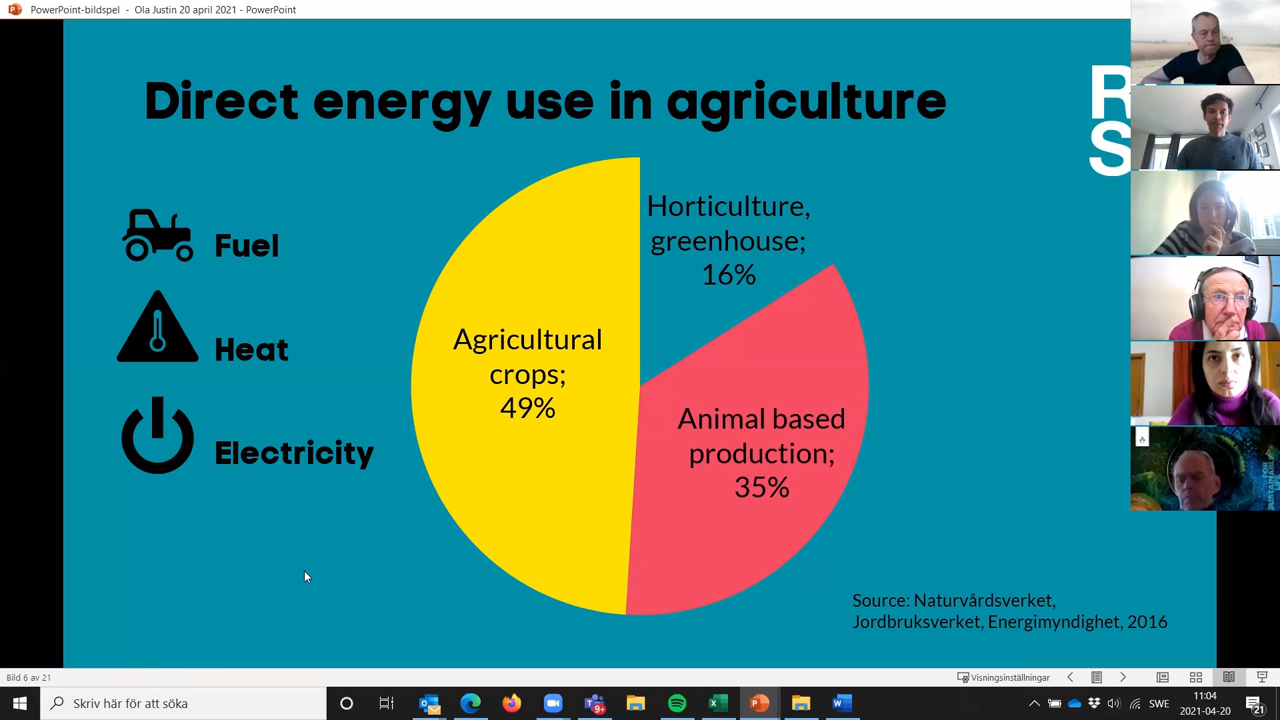 PowerPoint-bildspel - Ola Justin 20 april 2021 - PowerPoint
Direct energy use in agriculture
R
S
Fuel
Heat
Electricity
Horticulture,
greenhouse;
16%
Agricultural
crops;
49%
Animal based
production;
35%
Source: Naturvårdsverket,
Jordbruksverket, Energimyndighet, 2016
Bild 6 av 21
Visningsinställningar
Skriv här för att söka
9+
SWE
11:04
2021-04-20
21